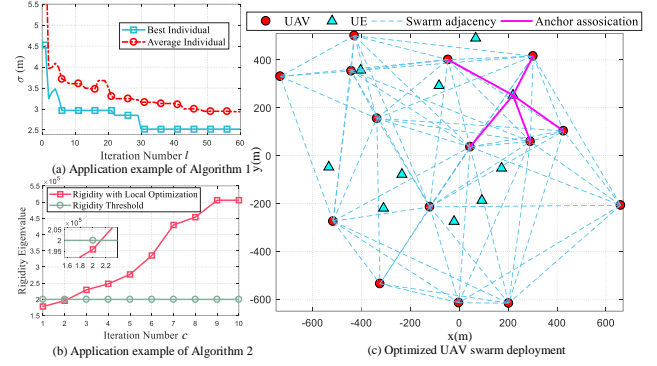 5.5
5
4.5
4
3.5
3
2.5
σ (m)
Best Individual
Average Individual
0 10 20 30 40 50 60
Iteration Number l
(a) Application example of Algorithm 1
×10⁵
5.5
5
4.5
4
3.5
3
2.5
2
1.5
Rigidity Eigenvalue
Rigidity with Local Optimization
Rigidity Threshold
×10⁵
2.05
2
1.95
1.6 1.8 2 2.2
1 2 3 4 5 6 7 8 9 10
Iteration Number c
(b) Application example of Algorithm 2
UAV UE Swarm adjacency Anchor assosication
400
200
0
-200
-400
-600
y(m)
-600 -400 -200 0 200 400 600
x(m)
(c) Optimized UAV swarm deployment